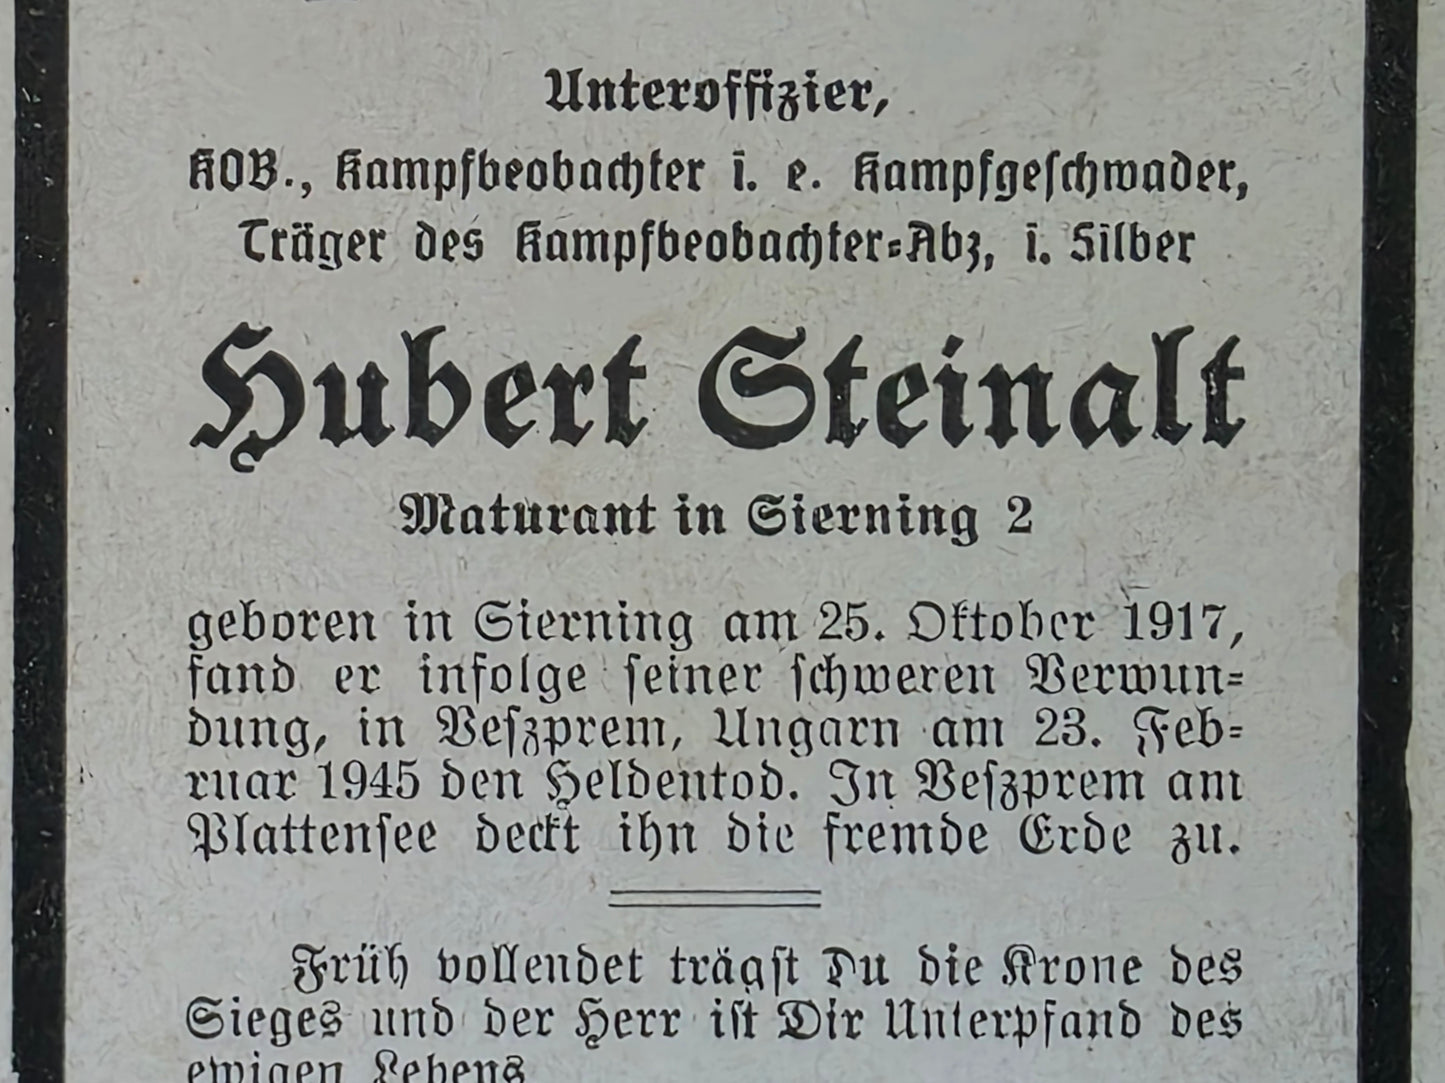 Unteroffizier,
KOB., Kampfbeobachter i. e. Kampfgeschwader,
Träger des Kampfbeobachter-Abz, i. Silber
Hubert Steinalt
Maturant in Sierning 2
geboren in Sierning am 25. Oktober 1917,
fand er infolge seiner schweren Verwun-
dung, in Veszprem, Ungarn am 23. Feb-
ruar 1945 den Heldentod. In Veszprem am
Plattensee deckt ihn die fremde Erde zu.
Früh vollendet trägst Du die Krone des
Sieges und der Herr ist Dir Unterpfand des
ewigen Lebens